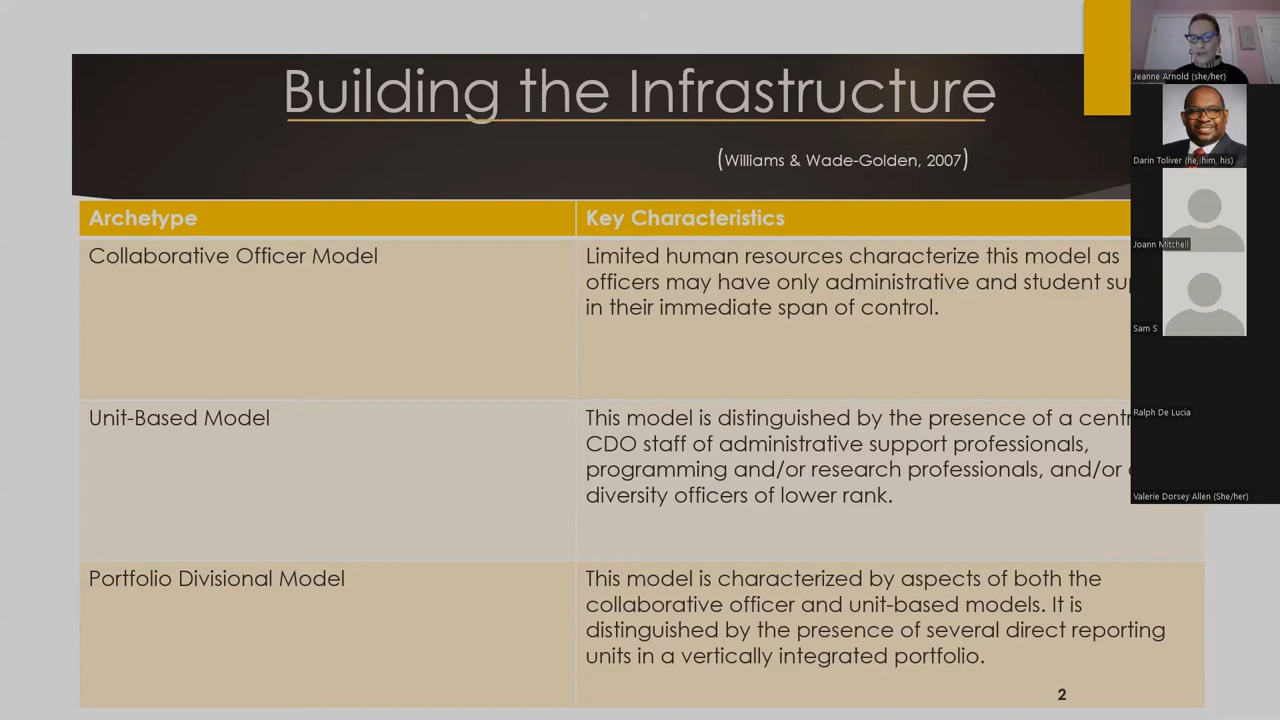 Building the Infrastructure
(Williams & Wade-Golden, 2007)
Archetype
Key Characteristics
Collaborative Officer Model
Limited human resources characterize this model as
officers may have only administrative and student
in their immediate span of control.
Unit-Based Model
This model is distinguished by the presence of a
CDO staff of administrative support professionals,
programming and/or research professionals, and/or
diversity officers of lower rank.
Portfolio Divisional Model
This model is characterized by aspects of both the
collaborative officer and unit-based models. It is
distinguished by the presence of several direct reporting
units in a vertically integrated portfolio.
2
Jeanne Arnold (she/her)
Darin Toliver (he, him, his)
Joann Mitchell
Sam S
Ralph De Lucia
Valerie Dorsey Allen (She/her)